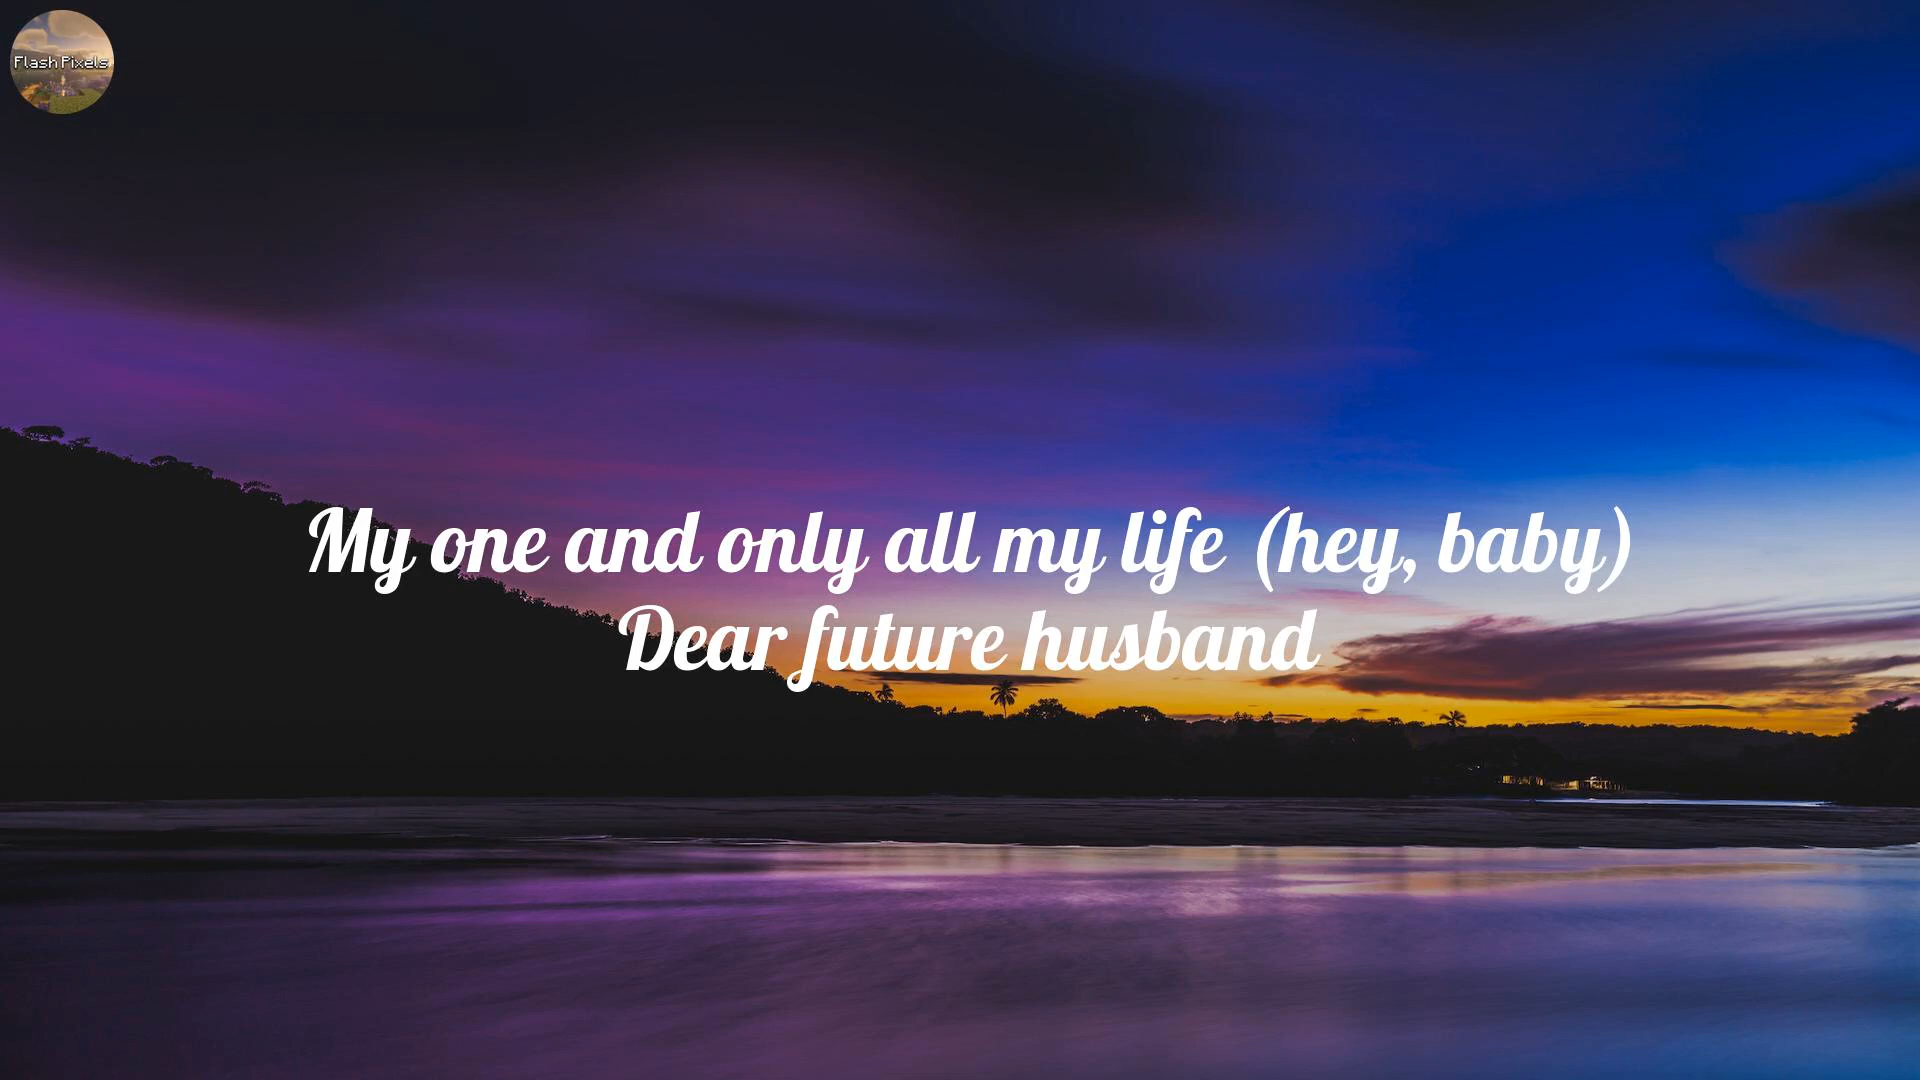 Flash Pixels
My one and only all my life (hey, baby)
Dear future husband